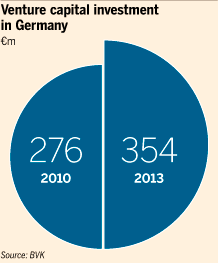 Venture capital investment
in Germany
€m
276 354
2010 2013
Source: BVK